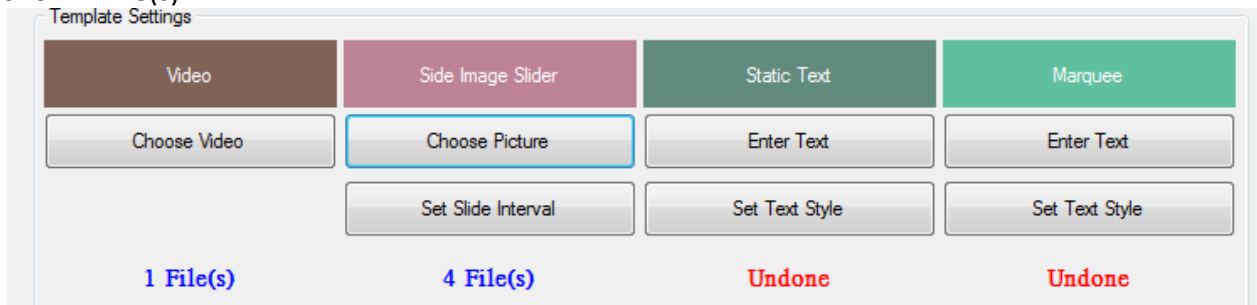 Template Settings
Video Side Image Slider Static Text Marquee
Choose Video Choose Picture Enter Text Enter Text
Set Slide Interval Set Text Style Set Text Style
1 File(s) 4 File(s) Undone Undone